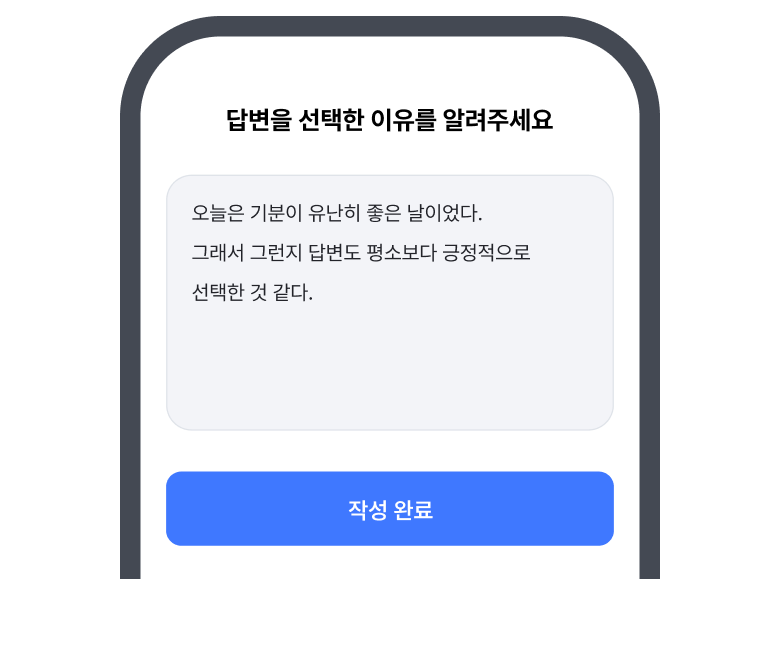 답변을 선택한 이유를 알려주세요
오늘은 기분이 유난히 좋은 날이었다.
그래서 그런지 답변도 평소보다 긍정적으로
선택한 것 같다.
작성 완료